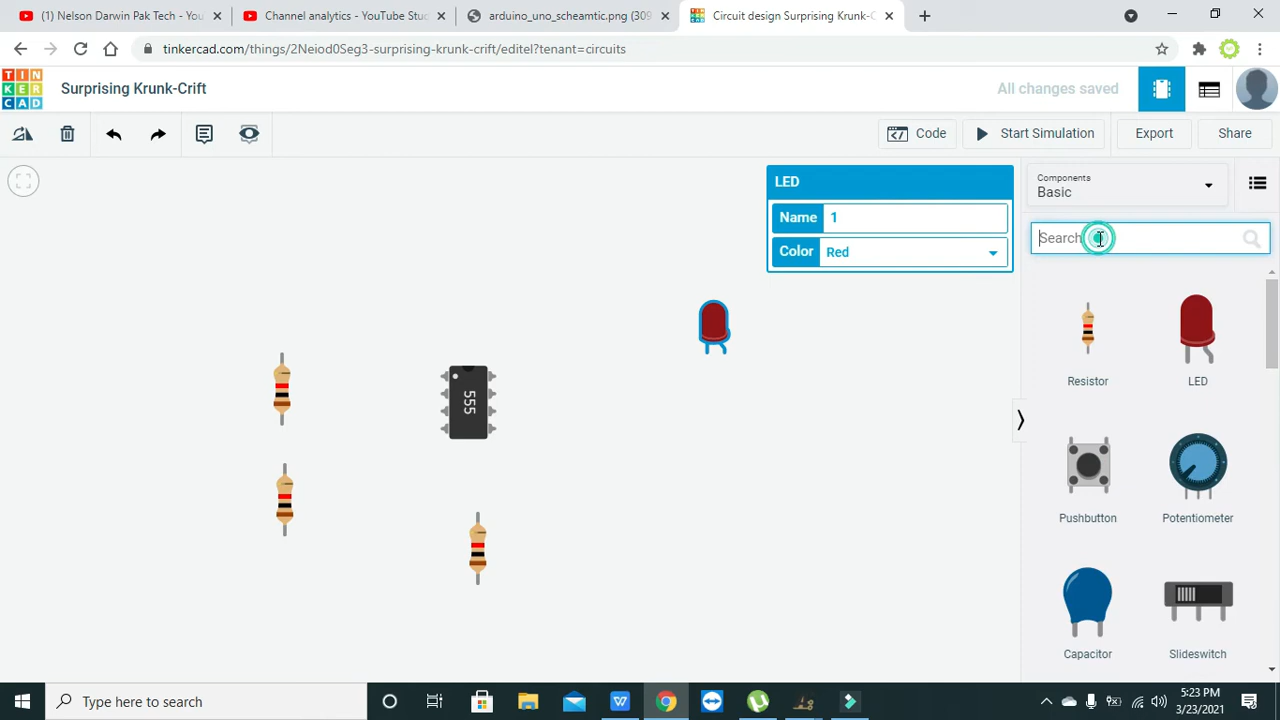 (1) Nelson Darwin Pak Tech - You
Channel analytics - YouTube Stu
arduino_uno_scheamtic.png (309
Circuit design Surprising Krunk-C
tinkercad.com/things/2Neiod0Seg3-surprising-krunk-crift/editel?tenant=circuits
TIN
KER
CAD
Surprising Krunk-Crift
All changes saved
Code
Start Simulation
Export
Share
LED
Name 1
Color Red
Components
Basic
Search
555
Resistor
LED
Pushbutton
Potentiometer
Capacitor
Slideswitch
Type here to search
5:23 PM
3/23/2021